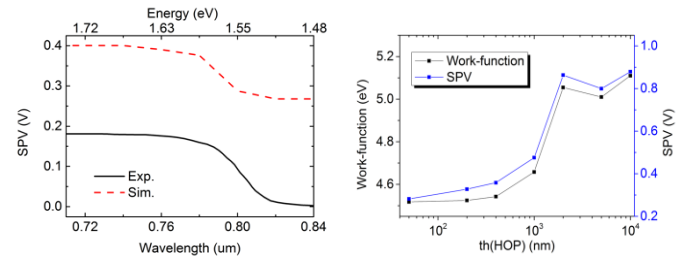 Energy (eV)
1.72 1.63 1.55 1.48
0.4
0.3
0.2
0.1
0.0
SPV (V)
Exp.
Sim.
0.72 0.76 0.80 0.84
Wavelength (um)
Work-function
SPV
5.2
5.0
4.8
4.6
Work-function (eV)
1.0
0.8
0.6
0.4
0.2
SPV (V)
10² 10³ 10⁴
th(HOP) (nm)